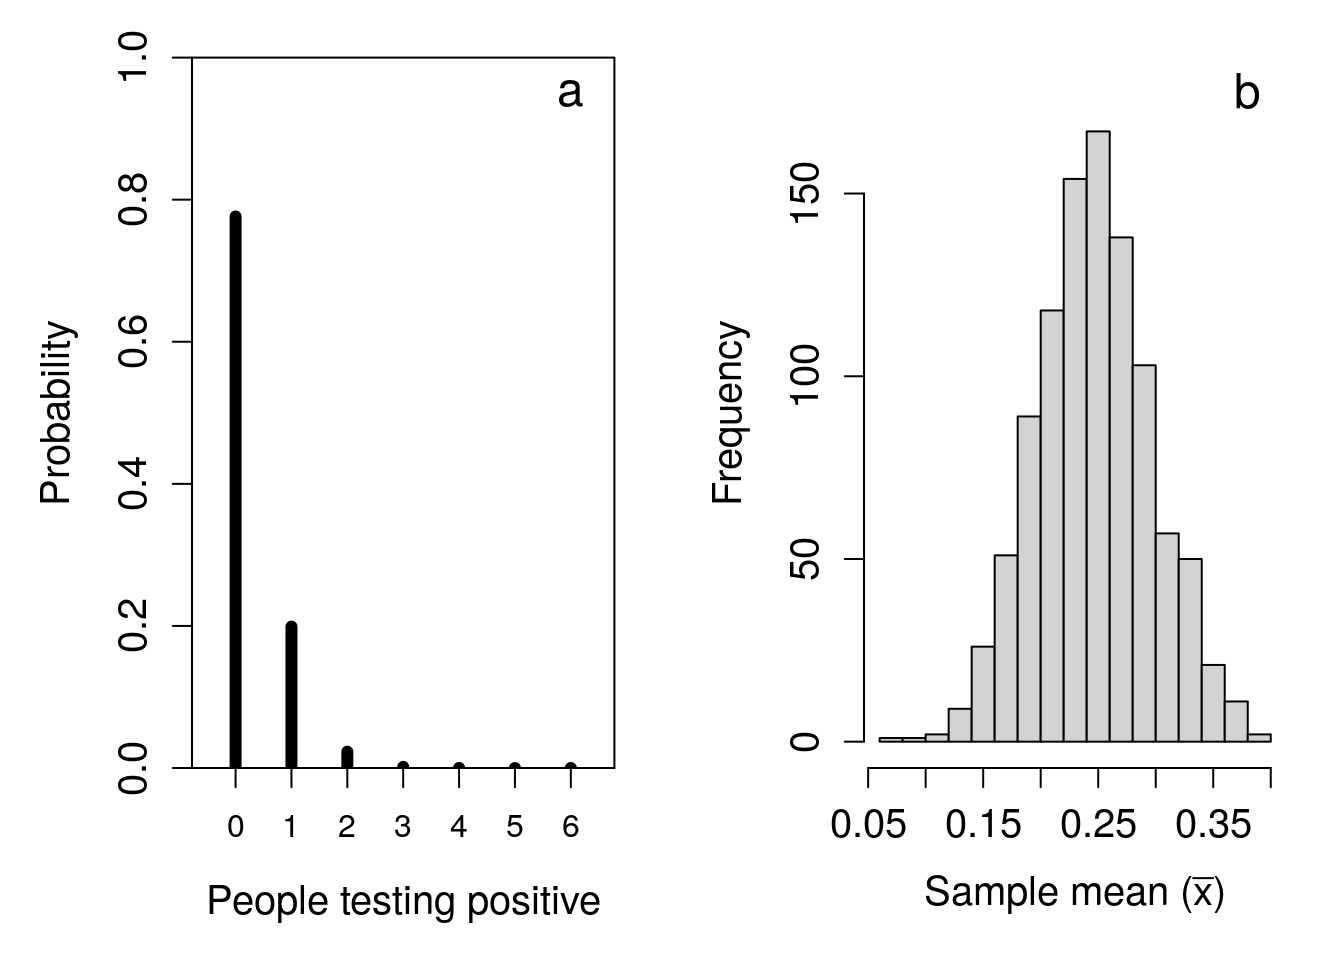 a
Probability
1.0
0.8
0.6
0.4
0.2
0.0
0 1 2 3 4 5 6
People testing positive
b
Frequency
150
100
50
0
0.05 0.15 0.25 0.35
Sample mean (x̅)